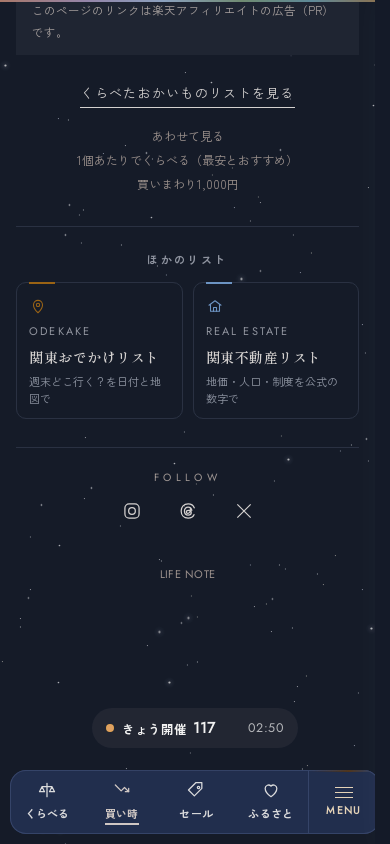 このページのリンクは楽天アフィリエイトの広告（PR）
です。
くらべたおかいものリストを見る
あわせて見る
1個あたりでくらべる（最安とおすすめ）
買いまわり1,000円
ほかのリスト
ODEKAKE
関東おでかけリスト
週末どこ行く？を日付と地
図で
REAL ESTATE
関東不動産リスト
地価・人口・制度を公式の
数字で
FOLLOW
LIFE NOTE
きょう開催 117 02:50
くらべる 買い時 セール ふるさと MENU